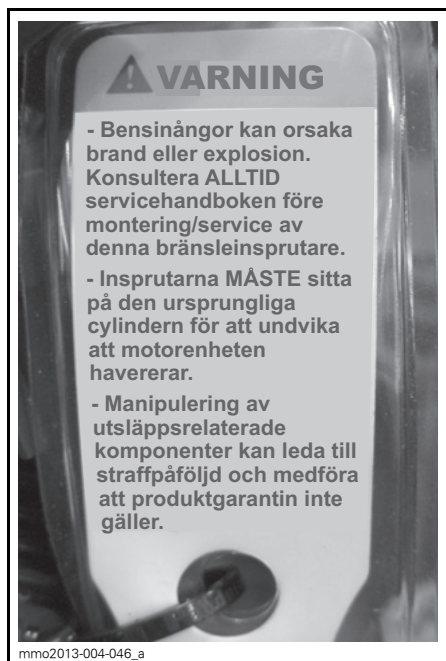 VARNING
- Bensinångor kan orsaka
brand eller explosion.
Konsultera ALLTID
servicehandboken före
montering/service av
denna bränsleinsprutare.
- Insprutarna MÅSTE sitta
på den ursprungliga
cylindern för att undvika
att motorenheten
havererar.
- Manipulering av
utsläppsrelaterade
komponenter kan leda till
straffpåföljd och medföra
att produktgarantin inte
gäller.
mmo2013-004-046_a